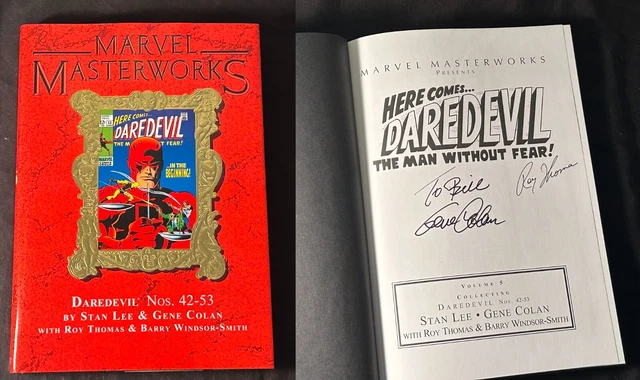 MARVEL
MASTERWORKS
HERE COMES...
DAREDEVIL
THE MAN WITHOUT FEAR!
...IN THE
BEGINNING!
DAREDEVIL NOS. 42-53
BY STAN LEE & GENE COLAN
WITH ROY THOMAS & BARRY WINDSOR-SMITH
MARVEL MASTERWORKS
PRESENTS
HERE COMES...
DAREDEVIL
THE MAN WITHOUT FEAR!
To Bill
Roy Thomas
Gene Colan
VOLUME 5
COLLECTING
DAREDEVIL NOS. 42-53
STAN LEE • GENE COLAN
WITH ROY THOMAS & BARRY WINDSOR-SMITH